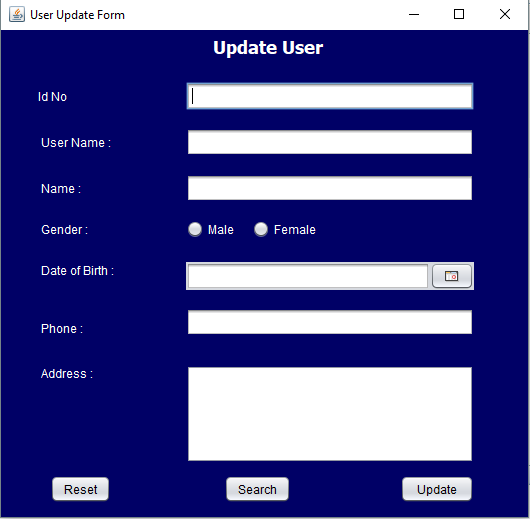 User Update Form
Update User
Id No
User Name :
Name :
Gender : Male Female
Date of Birth :
Phone :
Address :
Reset Search Update